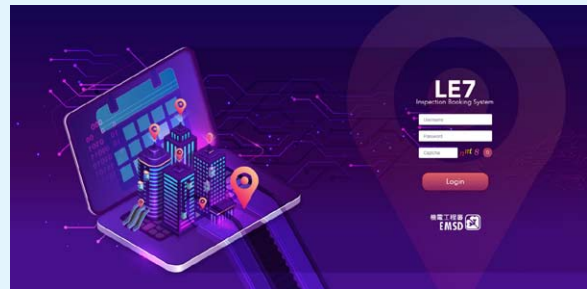 LE7
Inspection Booking System
Username
Password
Captcha
Login
機電工程署
EMSD